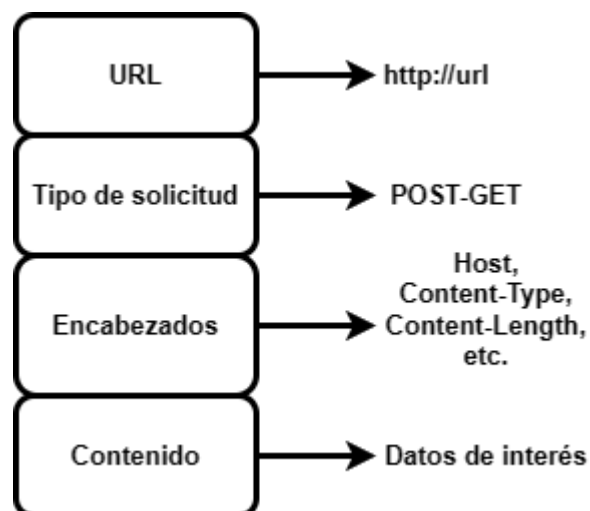 URL
http://url
Tipo de solicitud
POST-GET
Encabezados
Host,
Content-Type,
Content-Length,
etc.
Contenido
Datos de interés